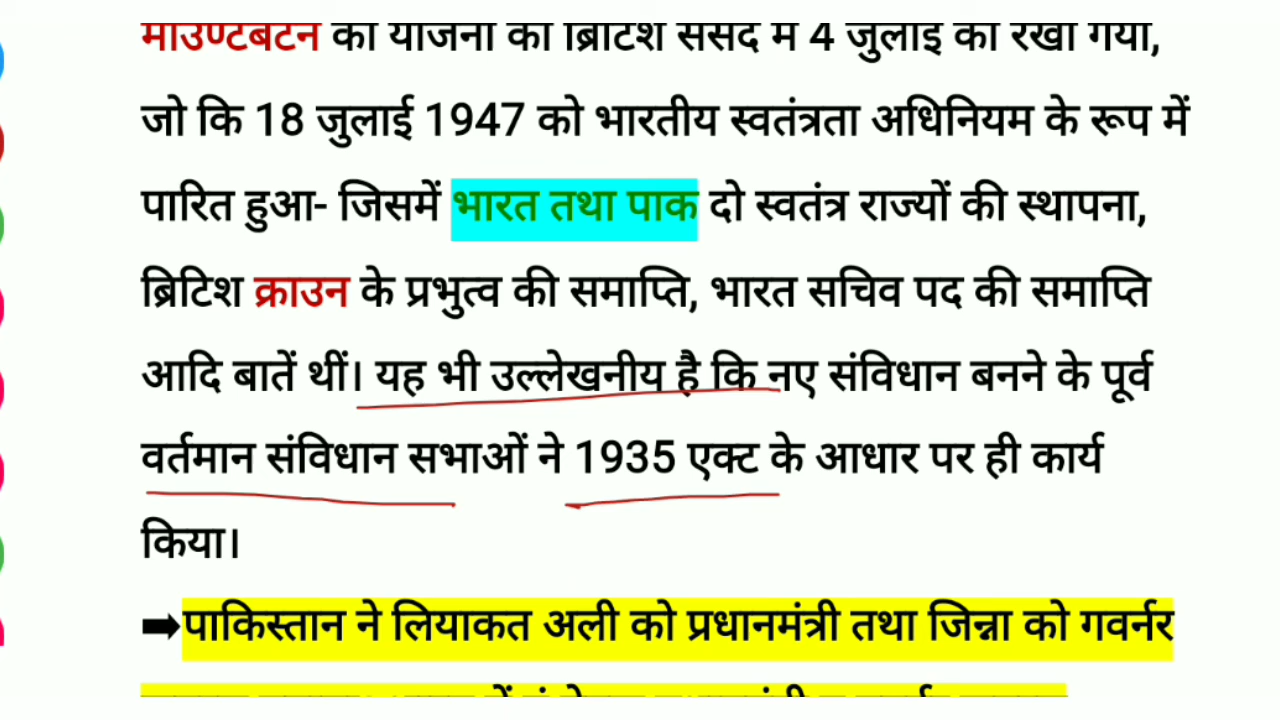 माउण्टबेटन की योजना को ब्रिटिश संसद में 4 जुलाई को रखा गया,
जो कि 18 जुलाई 1947 को भारतीय स्वतंत्रता अधिनियम के रूप में
पारित हुआ- जिसमें भारत तथा पाक दो स्वतंत्र राज्यों की स्थापना,
ब्रिटिश क्राउन के प्रभुत्व की समाप्ति, भारत सचिव पद की समाप्ति
आदि बातें थीं। यह भी उल्लेखनीय है कि नए संविधान बनने के पूर्व
वर्तमान संविधान सभाओं ने 1935 एक्ट के आधार पर ही कार्य
किया।
➡पाकिस्तान ने लियाकत अली को प्रधानमंत्री तथा जिन्ना को गवर्नर